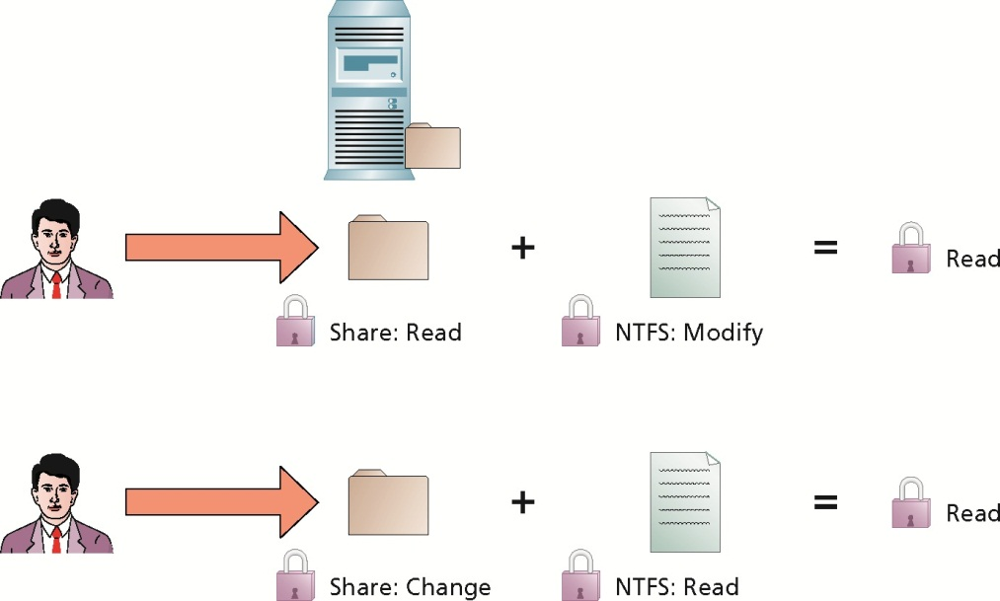 + = Read
Share: Read NTFS: Modify
+ = Read
Share: Change NTFS: Read